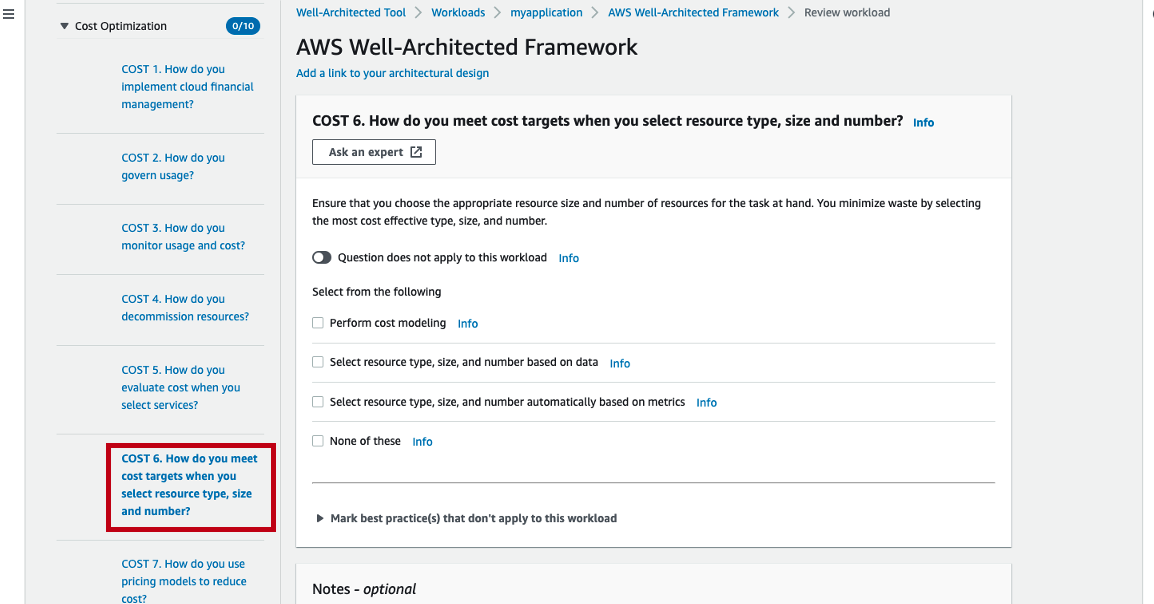 Cost Optimization 0/10
COST 1. How do you
implement cloud financial
management?
COST 2. How do you
govern usage?
COST 3. How do you
monitor usage and cost?
COST 4. How do you
decommission resources?
COST 5. How do you
evaluate cost when you
select services?
COST 6. How do you meet
cost targets when you
select resource type, size
and number?
COST 7. How do you use
pricing models to reduce
cost?
Well-Architected Tool > Workloads > myapplication > AWS Well-Architected Framework > Review workload
AWS Well-Architected Framework
Add a link to your architectural design
COST 6. How do you meet cost targets when you select resource type, size and number? Info
Ask an expert
Ensure that you choose the appropriate resource size and number of resources for the task at hand. You minimize waste by selecting
the most cost effective type, size, and number.
Question does not apply to this workload Info
Select from the following
Perform cost modeling Info
Select resource type, size, and number based on data Info
Select resource type, size, and number automatically based on metrics Info
None of these Info
Mark best practice(s) that don't apply to this workload
Notes - optional